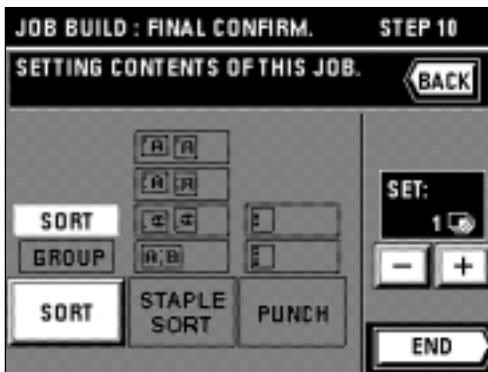 JOB BUILD : FINAL CONFIRM. STEP 10
SETTING CONTENTS OF THIS JOB.
BACK
A A
A A
SORT A A
GROUP A B
SORT STAPLE SORT PUNCH
SET:
1
- +
END